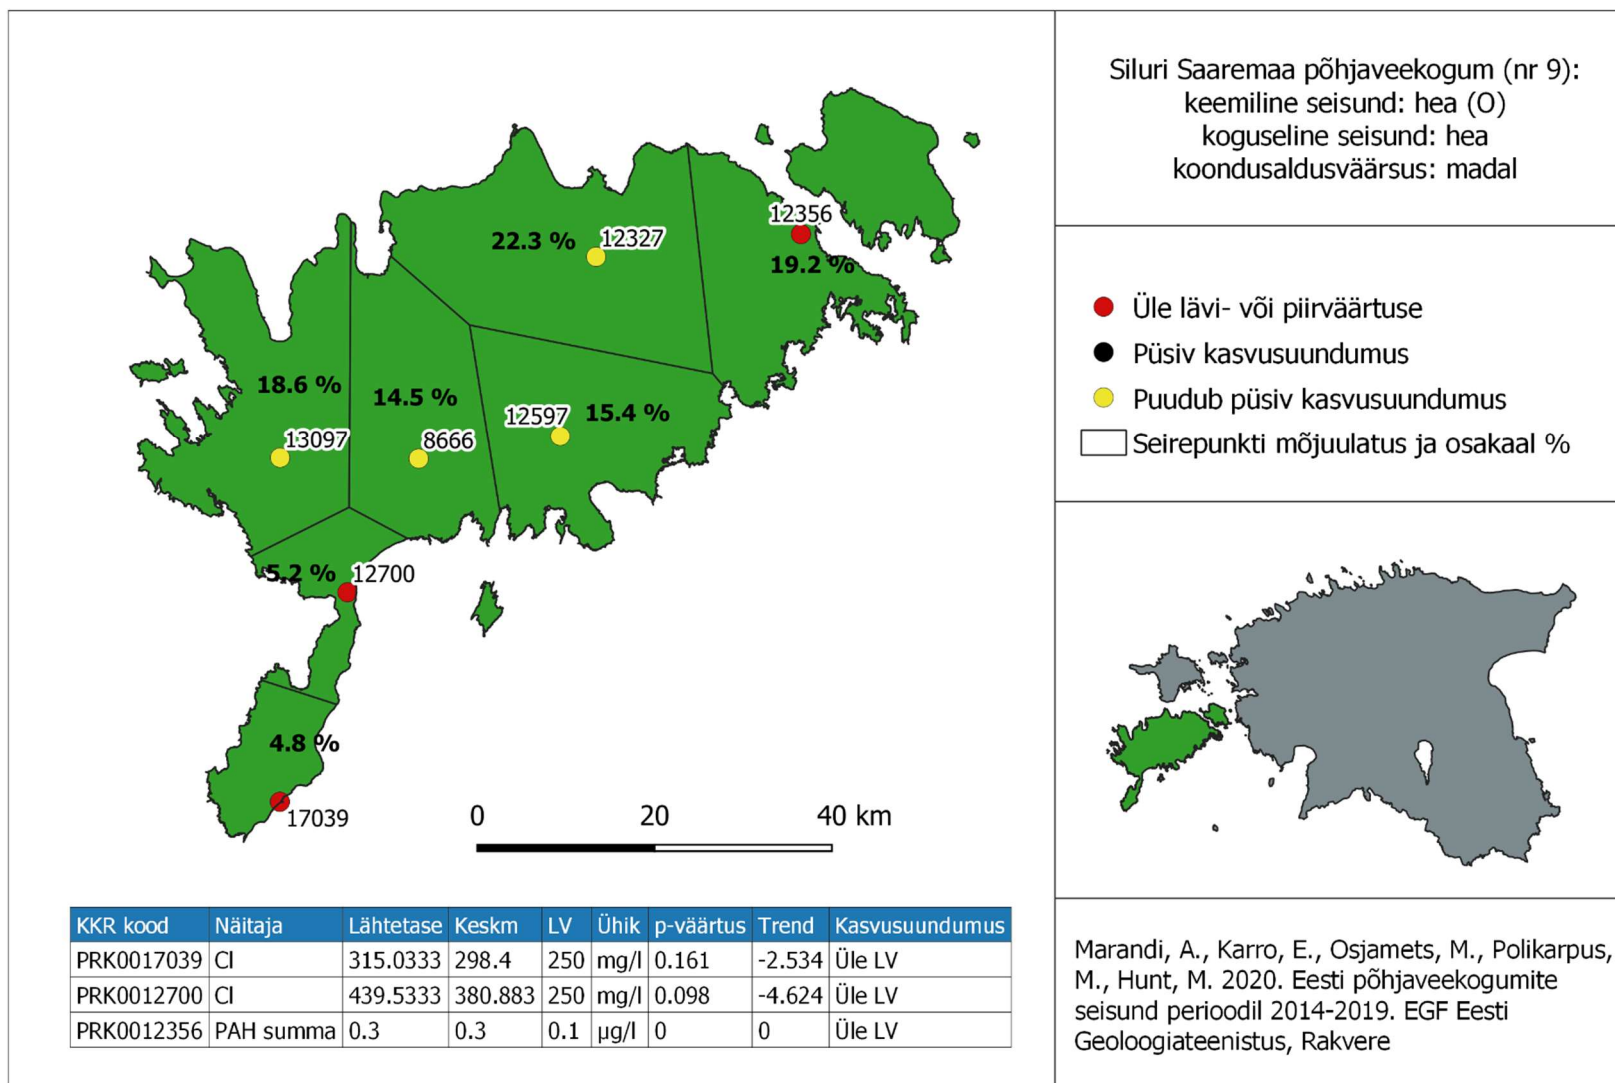 Siluri Saaremaa põhjaveekogum (nr 9):
keemiline seisund: hea (O)
koguseline seisund: hea
koondusaldusväärsus: madal
12356
22.3 %
12327
19.2 %
Üle lävi- või piirväärtuse
Püsiv kasvusuundumus
Puudub püsiv kasvusuundumus
Seirepunkti mõjuulatus ja osakaal %
18.6 %
14.5 %
12597
15.4 %
13097
8666
5.2 %
12700
4.8 %
17039
0 20 40 km
KKR kood Näitaja Lähtetase Keskm LV Ühik p-väärtus Trend Kasvusuundumus
PRK0017039 Cl 315.0333 298.4 250 mg/l 0.161 -2.534 Üle LV
PRK0012700 Cl 439.5333 380.883 250 mg/l 0.098 -4.624 Üle LV
PRK0012356 PAH summa 0.3 0.3 0.1 µg/l 0 0 Üle LV
Marandi, A., Karro, E., Osjamets, M., Polikarpus,
M., Hunt, M. 2020. Eesti põhjaveekogumite
seisund perioodil 2014-2019. EGF Eesti
Geoloogiateenistus, Rakvere